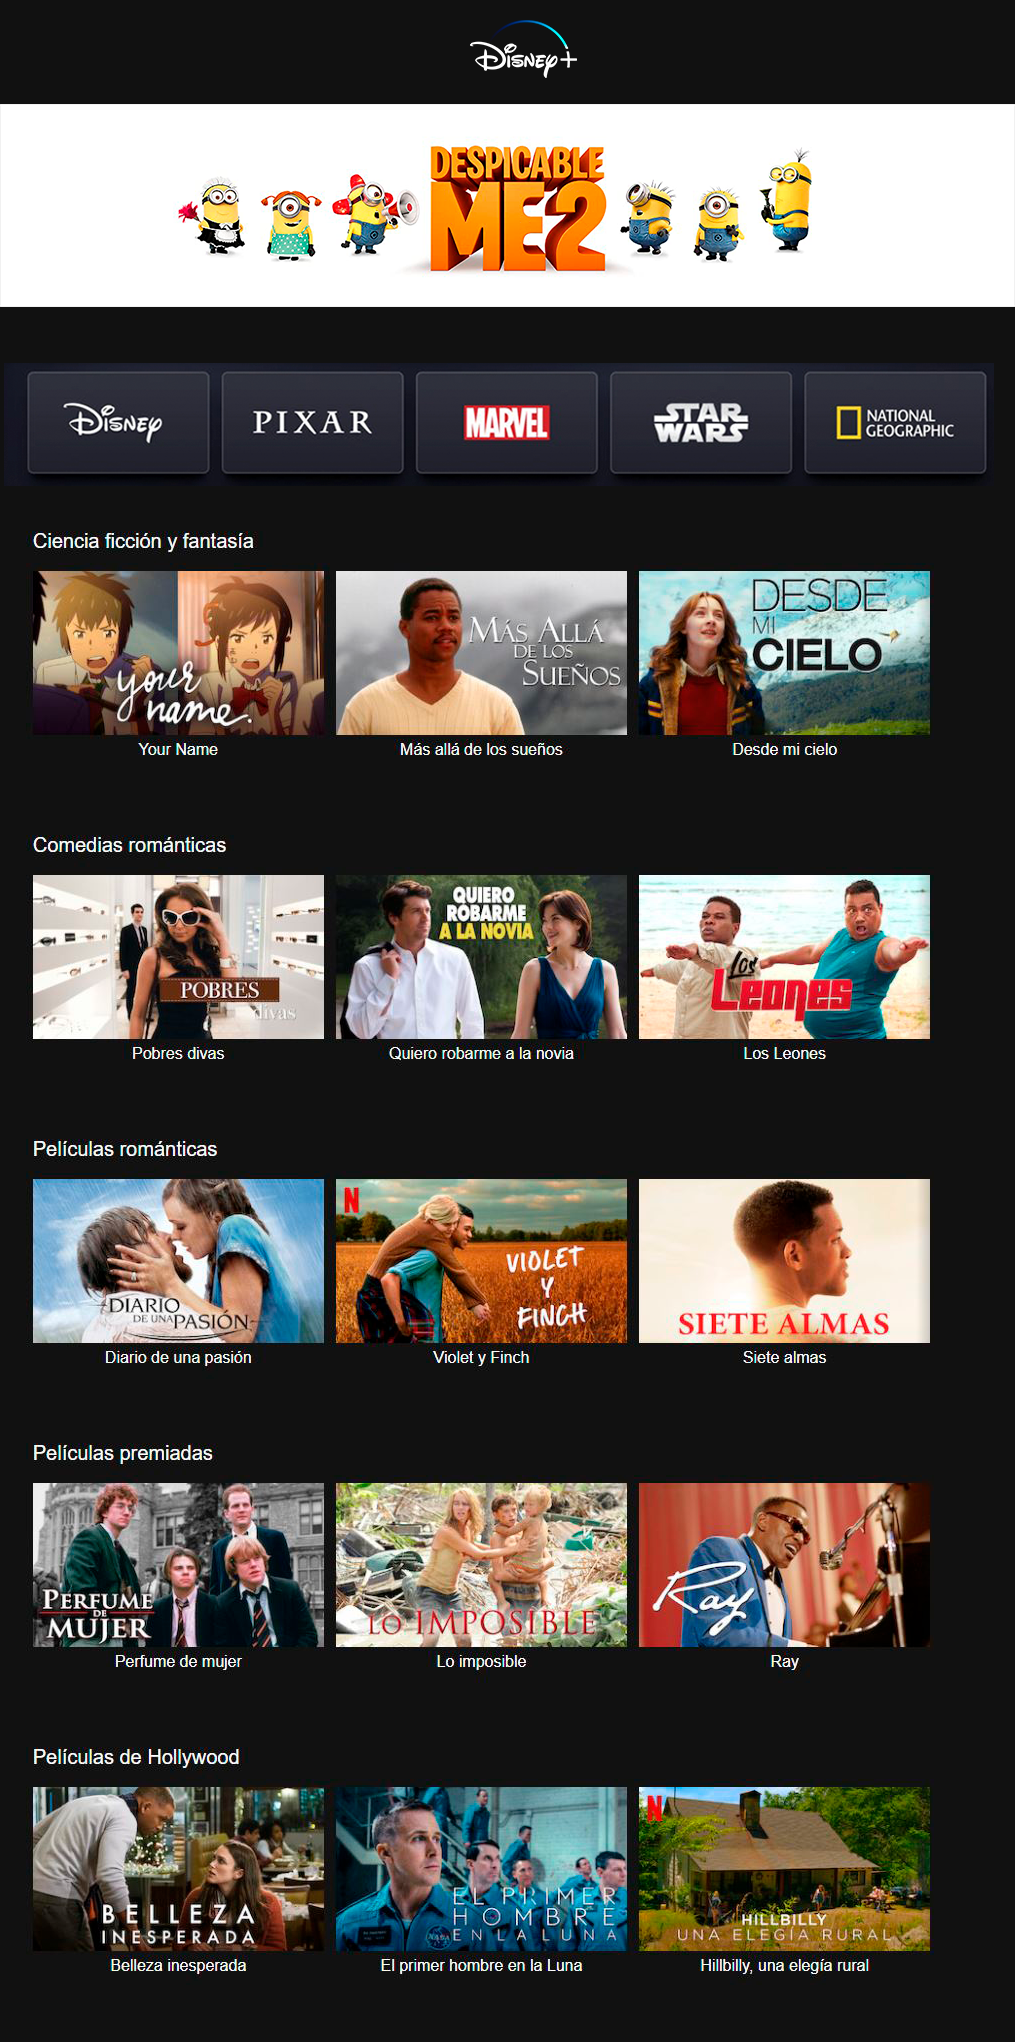 Disney+
DESPICABLE
ME 2
Disney
PIXAR
MARVEL
STAR
WARS
NATIONAL
GEOGRAPHIC
Ciencia ficción y fantasía
your
name.
MÁS ALLÁ
DE LOS
SUEÑOS
DESDE
MI
CIELO
Your Name
Más allá de los sueños
Desde mi cielo
Comedias románticas
POBRES
divas
QUIERO
ROBARME
A LA NOVIA
LOS
LEONES
Pobres divas
Quiero robarme a la novia
Los Leones
Películas románticas
DIARIO
DE UNA PASIÓN
N
VIOLET
Y
FINCH
SIETE ALMAS
Diario de una pasión
Violet y Finch
Siete almas
Películas premiadas
PERFUME
DE
MUJER
LO IMPOSIBLE
Ray
Perfume de mujer
Lo imposible
Ray
Películas de Hollywood
BELLEZA
INESPERADA
EL PRIMER
HOMBRE
EN LA LUNA
NASA
N
HILLBILLY
UNA ELEGÍA RURAL
Belleza inesperada
El primer hombre en la Luna
Hillbilly, una elegía rural